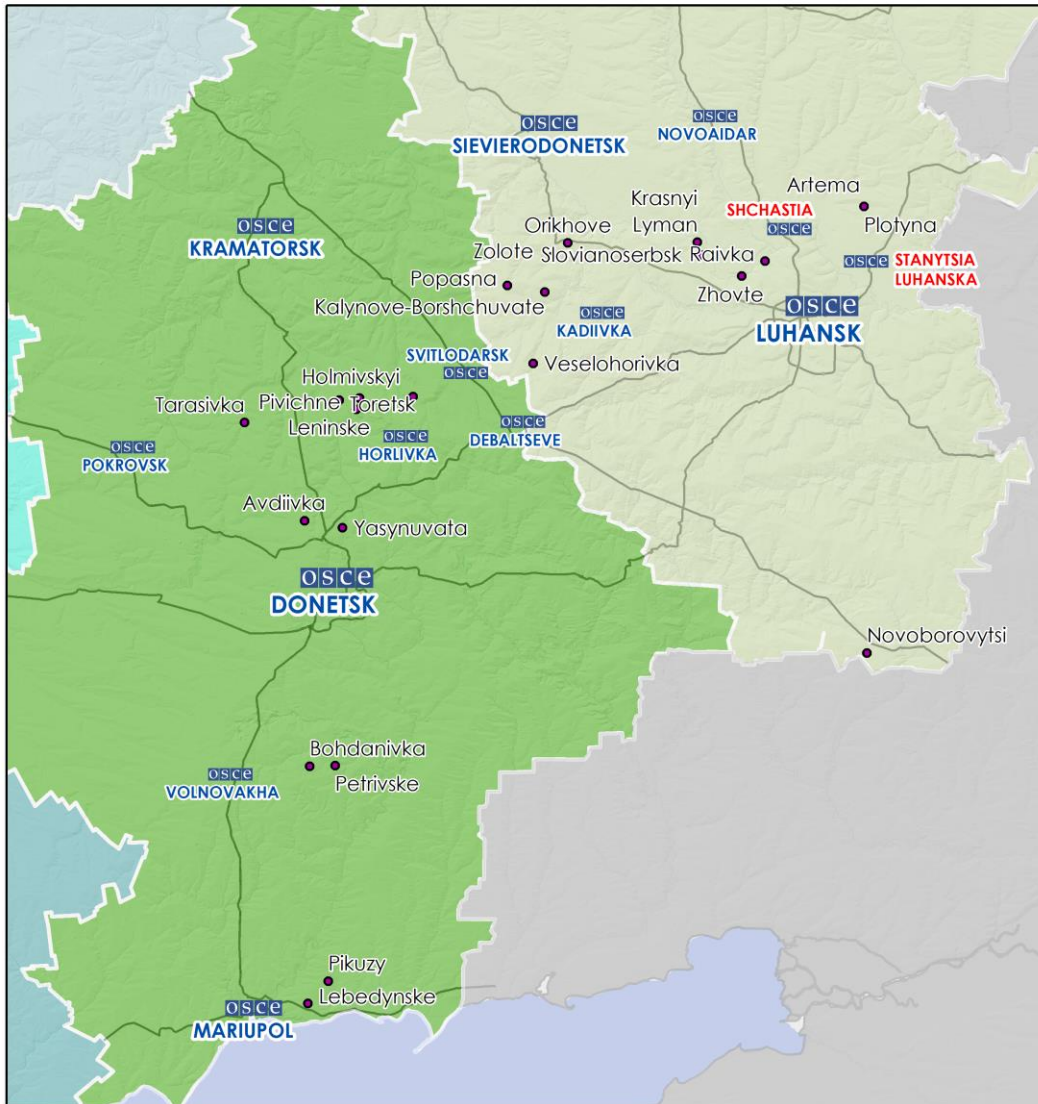 osce
SIEVIERODONETSK
osce
NOVOAIDAR
osce
KRAMATORSK
Krasnyi
Lyman
SHCHASTIA
osce
Artema
Plotyna
Orikhove
Zolote
Slovianoserbsk
Raivka
osce
STANYTSIA
LUHANSKA
Popasna
Zhovte
Kalynove-Borshchuvate
osce
KADIIVKA
osce
LUHANSK
SVITLODARSK
osce
Veselohorivka
Holmivskyi
Pivichne
Toretsk
Leninske
Tarasivka
osce
HORLIVKA
osce
DEBALTSEVE
osce
POKROVSK
Avdiivka
Yasynuvata
osce
DONETSK
Novoborovytsi
Bohdanivka
Petrivske
osce
VOLNOVAKHA
Pikuzy
Lebedynske
osce
MARIUPOL